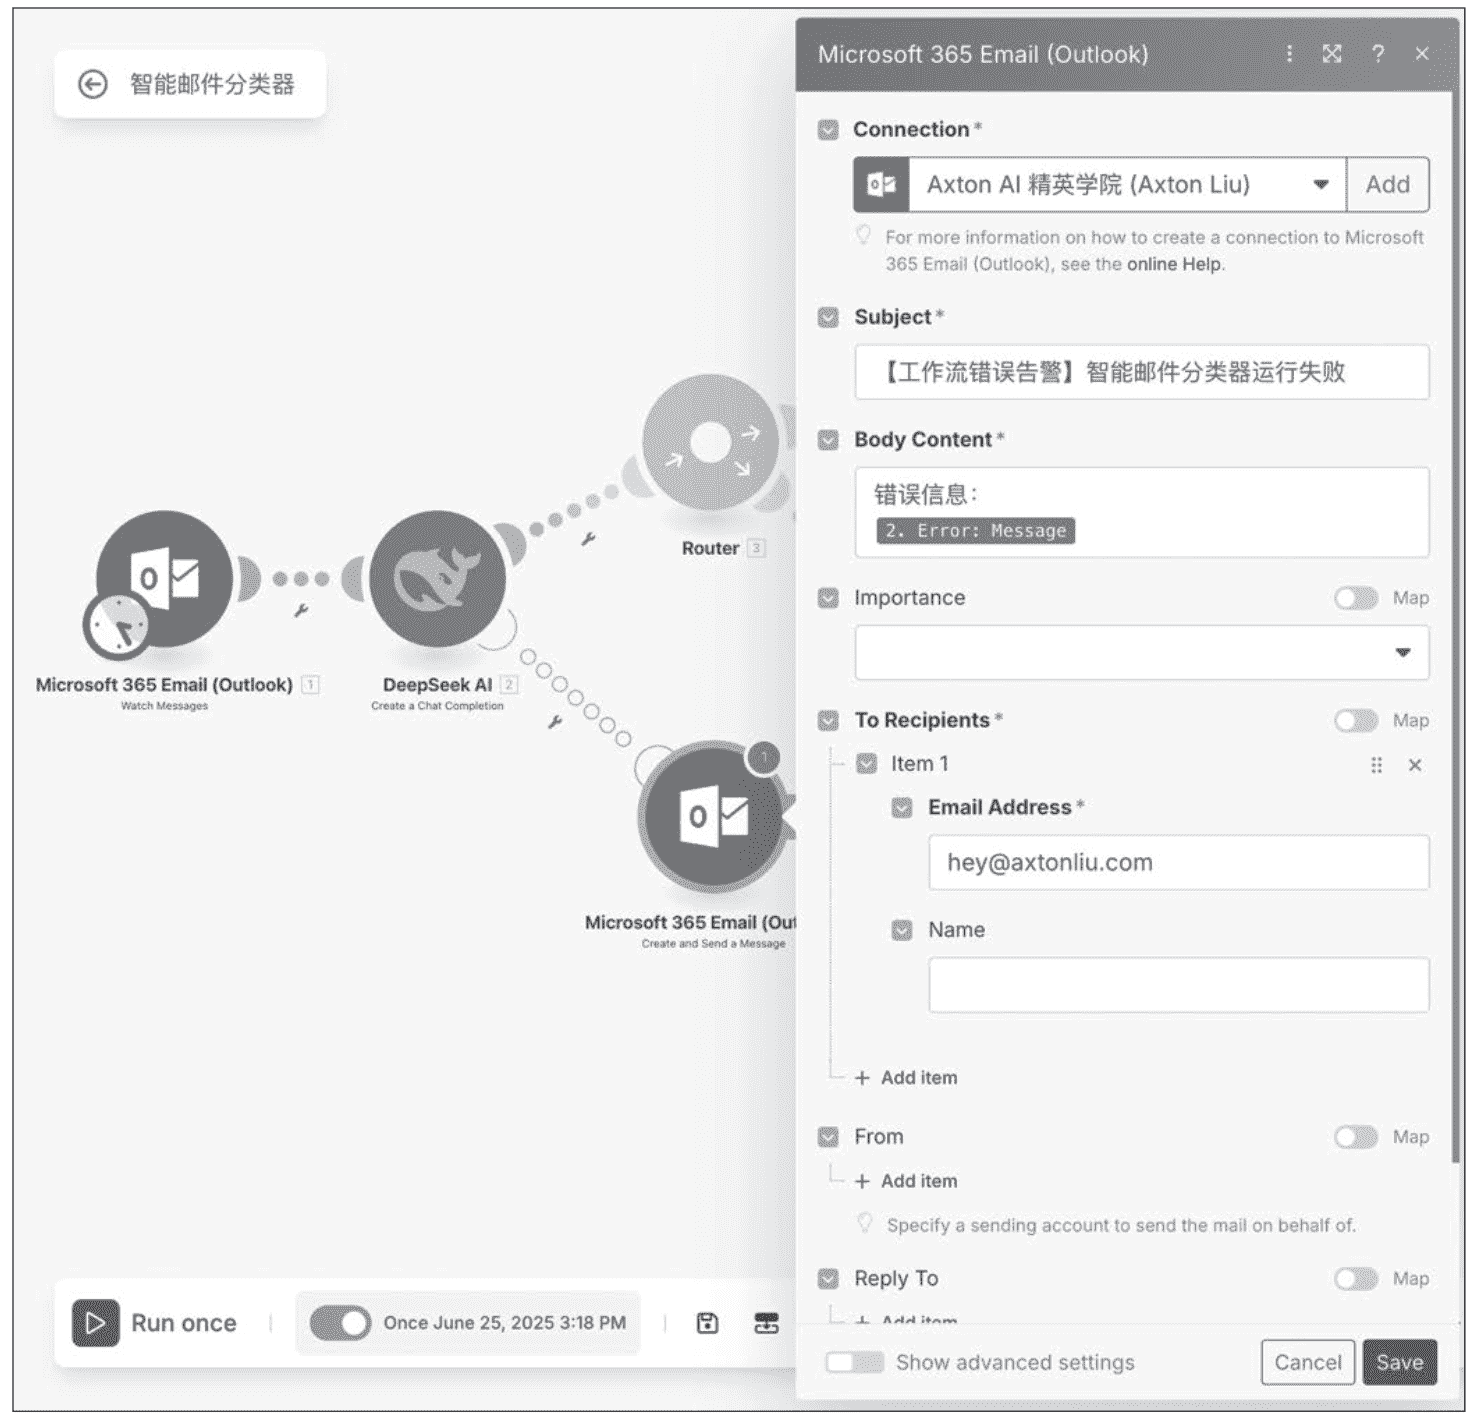 智能邮件分类器
Microsoft 365 Email (Outlook) 1
Watch Messages
DeepSeek AI 2
Create a Chat Completion
Router 3
1
Microsoft 365 Email (Out
Create and Send a Message
Run once
Once June 25, 2025 3:18 PM
Microsoft 365 Email (Outlook)
Connection *
Axton AI 精英学院 (Axton Liu)
Add
For more information on how to create a connection to Microsoft
365 Email (Outlook), see the online Help.
Subject *
【工作流错误告警】智能邮件分类器运行失败
Body Content *
错误信息：
2. Error: Message
Importance
Map
To Recipients *
Map
Item 1
Email Address *
hey@axtonliu.com
Name
+ Add item
From
Map
+ Add item
Specify a sending account to send the mail on behalf of.
Reply To
Map
+ Add item
Show advanced settings
Cancel
Save